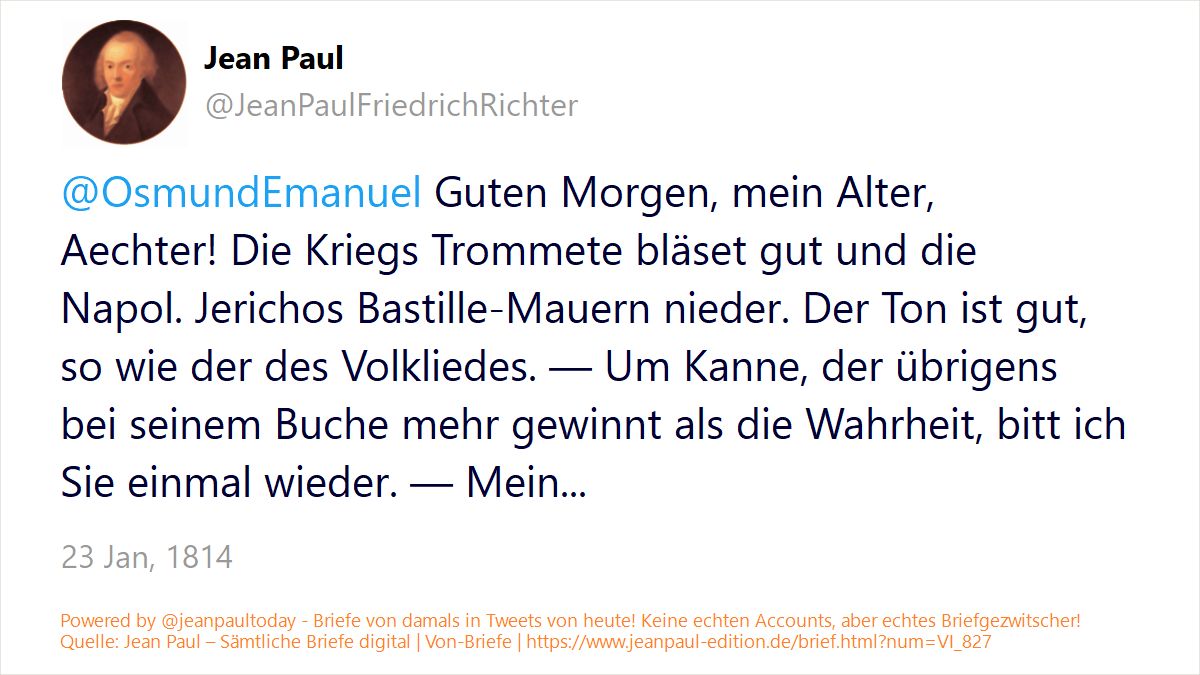 Jean Paul
@JeanPaulFriedrichRichter
@OsmundEmanuel Guten Morgen, mein Alter,
Aechter! Die Kriegs Trommete bläset gut und die
Napol. Jerichos Bastille-Mauern nieder. Der Ton ist gut,
so wie der des Volkliedes. — Um Kanne, der übrigens
bei seinem Buche mehr gewinnt als die Wahrheit, bitt ich
Sie einmal wieder. — Mein...
23 Jan, 1814
Powered by @jeanpaultoday - Briefe von damals in Tweets von heute! Keine echten Accounts, aber echtes Briefgezwitscher!
Quelle: Jean Paul – Sämtliche Briefe digital | Von-Briefe | https://www.jeanpaul-edition.de/brief.html?num=VI_827